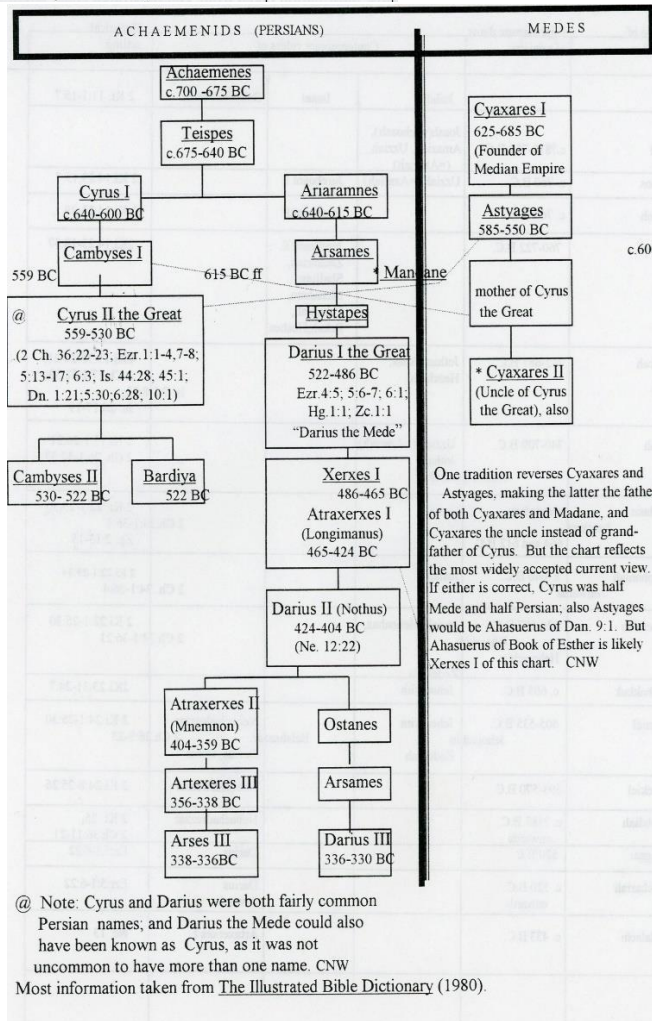 ACHAEMENIDS (PERSIANS)
MEDES
Achaemenes
c.700 -675 BC
Teispes
c.675-640 BC
Cyrus I
c.640-600 BC
Ariaramnes
c.640-615 BC
Cambyses I
559 BC
Arsames
615 BC ff
* Mandane
@ Cyrus II the Great
559-530 BC
(2 Ch. 36:22-23; Ezr.1:1-4,7-8;
5:13-17; 6:3; Is. 44:28; 45:1;
Dn. 1:21;5:30;6:28; 10:1)
Hystapes
Darius I the Great
522-486 BC
Ezr.4:5; 5:6-7; 6:1;
Hg.1:1; Zc.1:1
“Darius the Mede”
Cambyses II
530- 522 BC
Bardiya
522 BC
Xerxes I
486-465 BC
Atraxerxes I
(Longimanus)
465-424 BC
Darius II (Nothus)
424-404 BC
(Ne. 12:22)
Atraxerxes II
(Mnemnon)
404-359 BC
Ostanes
Artexeres III
356-338 BC
Arsames
Arses III
338-336BC
Darius III
336-330 BC
Cyaxares I
625-685 BC
(Founder of
Median Empire
Astyages
585-550 BC
c.60
mother of Cyrus
the Great
* Cyaxares II
(Uncle of Cyrus
the Great), also
One tradition reverses Cyaxares and
Astyages, making the latter the fathe
of both Cyaxares and Madane, and
Cyaxares the uncle instead of grand-
father of Cyrus. But the chart reflects
the most widely accepted current view.
If either is correct, Cyrus was half
Mede and half Persian; also Astyages
would be Ahasuerus of Dan. 9:1. But
Ahasuerus of Book of Esther is likely
Xerxes I of this chart. CNW
@ Note: Cyrus and Darius were both fairly common
Persian names; and Darius the Mede could also
have been known as Cyrus, as it was not
uncommon to have more than one name. CNW
Most information taken from The Illustrated Bible Dictionary (1980).